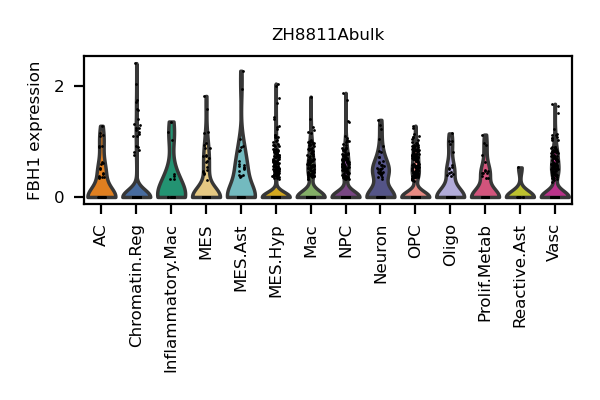 ZH8811Abulk
FBH1 expression
2
0
AC
Chromatin.Reg
Inflammatory.Mac
MES
MES.Ast
MES.Hyp
Mac
NPC
Neuron
OPC
Oligo
Prolif.Metab
Reactive.Ast
Vasc